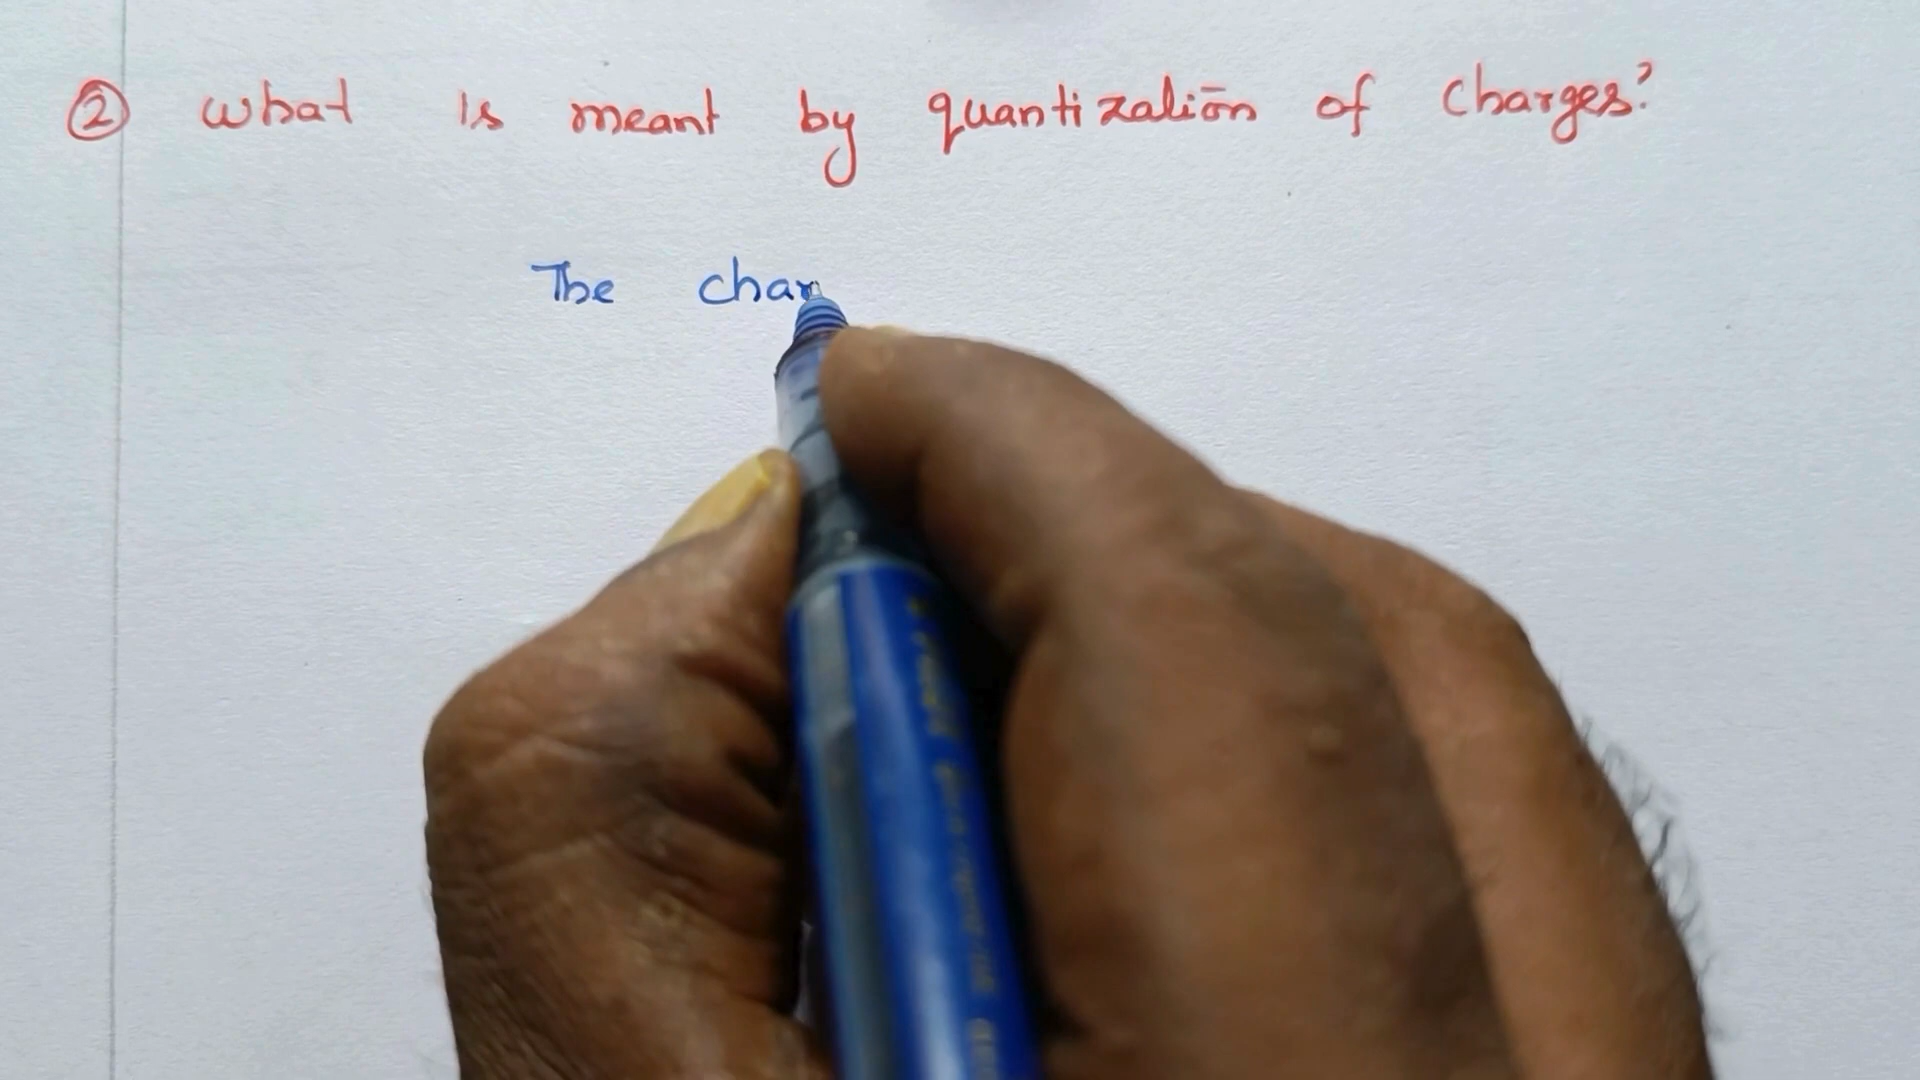 ② what is meant by quantization of charges?
The char